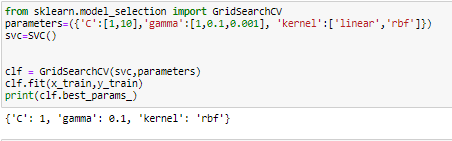 from sklearn.model_selection import GridSearchCV
parameters=({'C':[1,10],'gamma':[1,0.1,0.001], 'kernel':['linear','rbf']})
svc=SVC()
clf = GridSearchCV(svc,parameters)
clf.fit(x_train,y_train)
print(clf.best_params_)
{'C': 1, 'gamma': 0.1, 'kernel': 'rbf'}